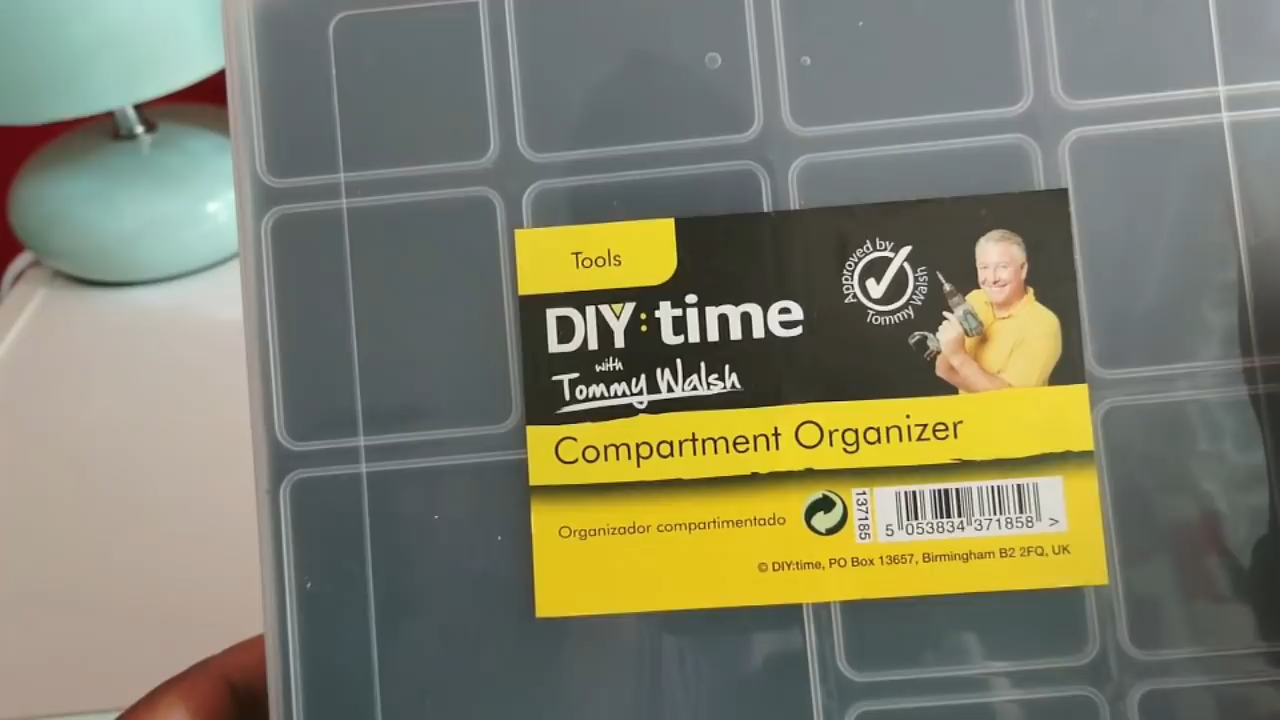 Tools
DIY:time
with
Tommy Walsh
Approved by
Tommy Walsh
Compartment Organizer
Organizador compartimentado
137185
5 053834 371858 >
© DIY:time, PO Box 13657, Birmingham B2 2FQ, UK